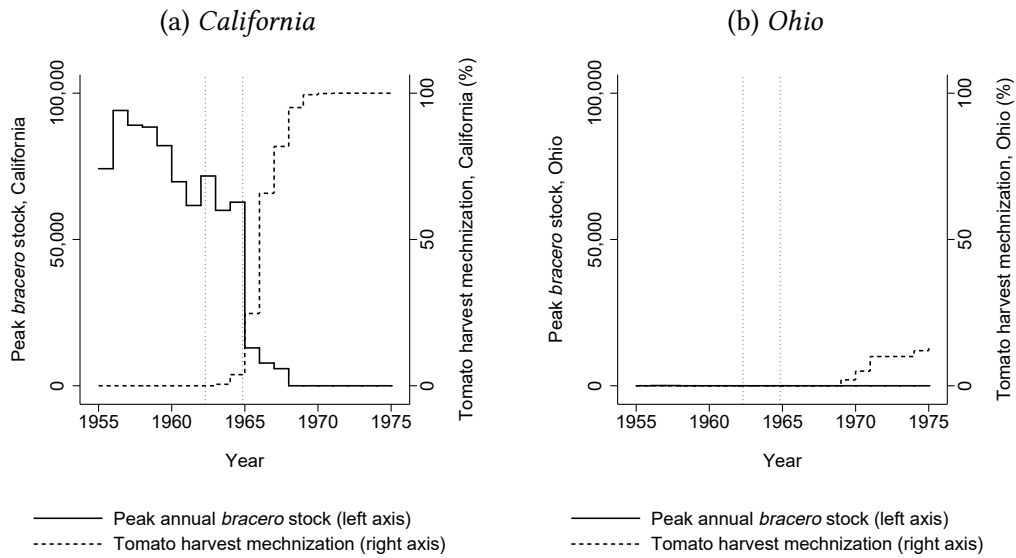 (a) California
Peak bracero stock, California
100,000
50,000
0
100
50
0
Tomato harvest mechnization, California (%)
1955 1960 1965 1970 1975
Year
Peak annual bracero stock (left axis)
Tomato harvest mechnization (right axis)
(b) Ohio
Peak bracero stock, Ohio
100,000
50,000
0
100
50
0
Tomato harvest mechnization, Ohio (%)
1955 1960 1965 1970 1975
Year
Peak annual bracero stock (left axis)
Tomato harvest mechnization (right axis)